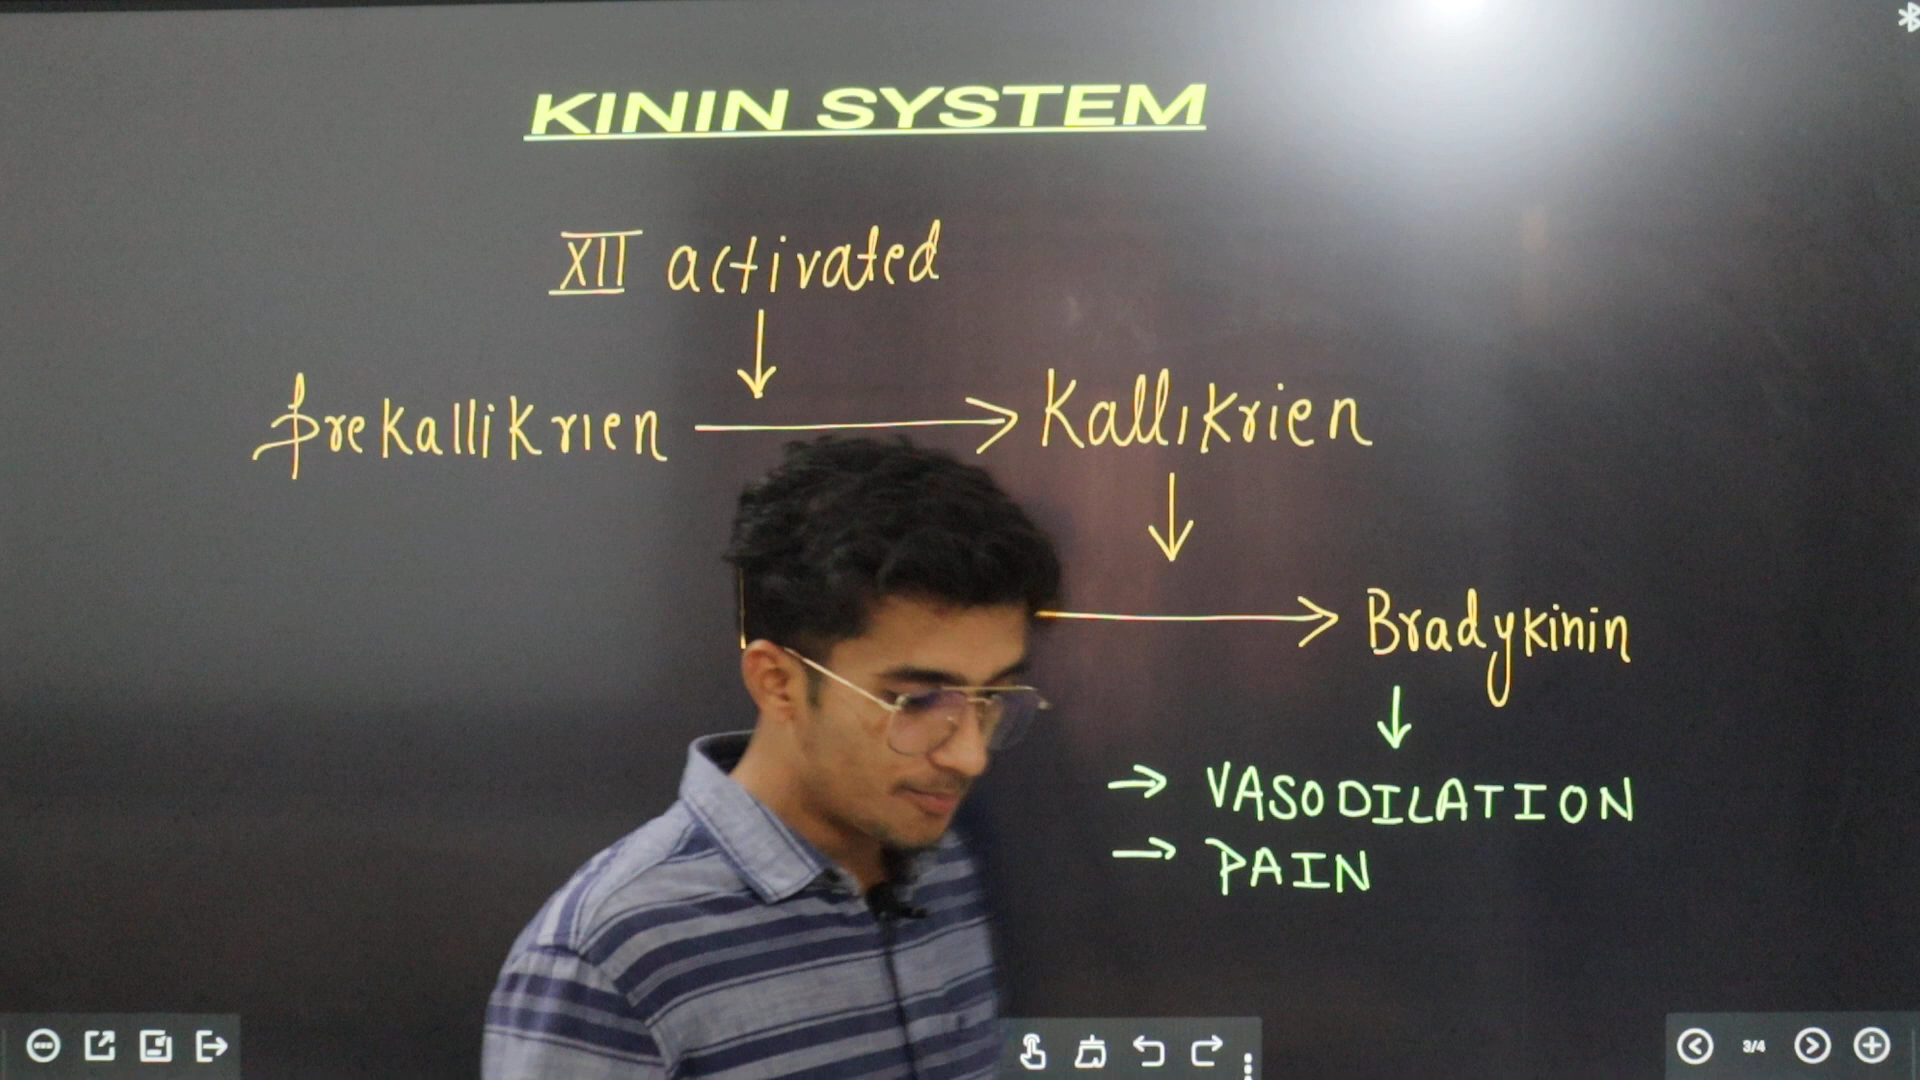 KININ SYSTEM
XII activated
PreKalliKrien → Kallikrien
→ Bradykinin
→ VASODILATION
→ PAIN
3/4